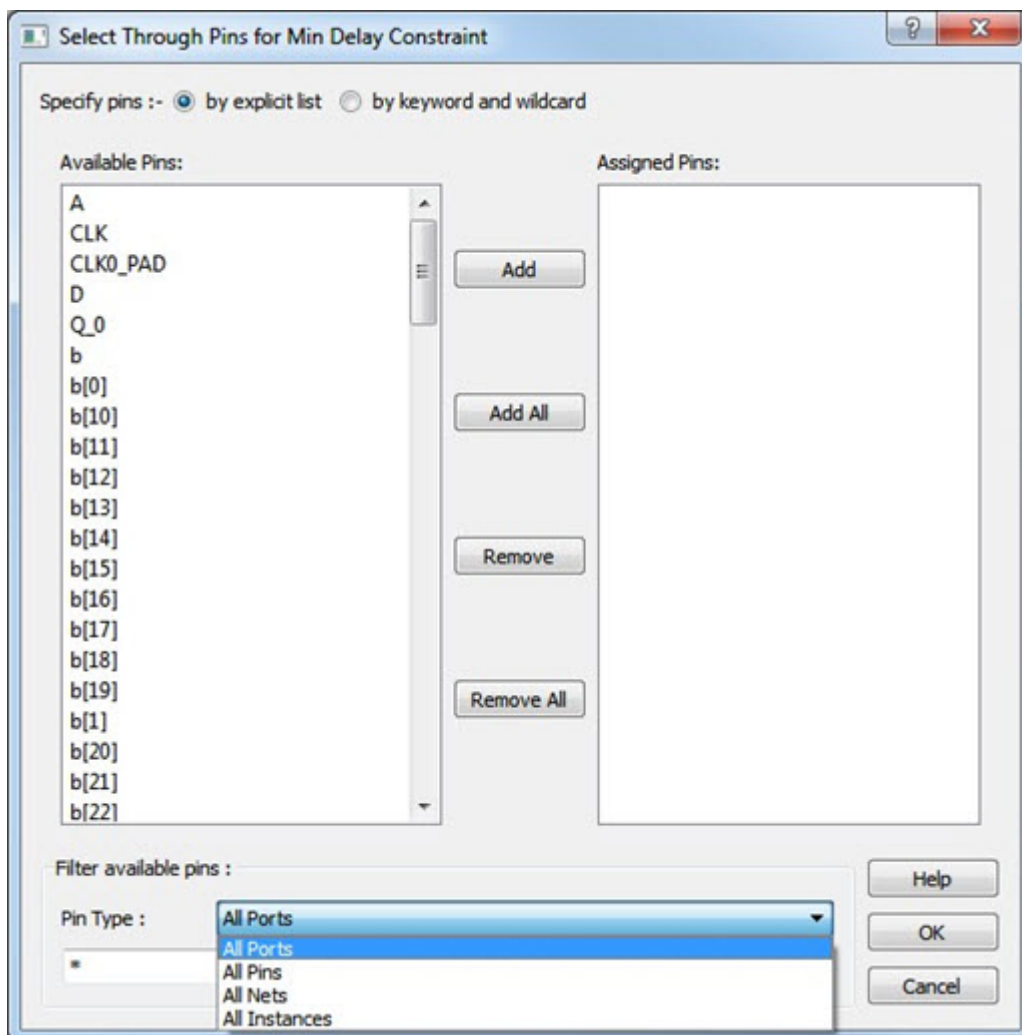 Select Through Pins for Min Delay Constraint
Specify pins :- by explicit list by keyword and wildcard
Available Pins:
Assigned Pins:
A
CLK
CLK0_PAD
D
Q_0
b
b[0]
b[10]
b[11]
b[12]
b[13]
b[14]
b[15]
b[16]
b[17]
b[18]
b[19]
b[1]
b[20]
b[21]
b[22]
Add
Add All
Remove
Remove All
Filter available pins :
Pin Type :
All Ports
*
All Ports
All Pins
All Nets
All Instances
Help
OK
Cancel